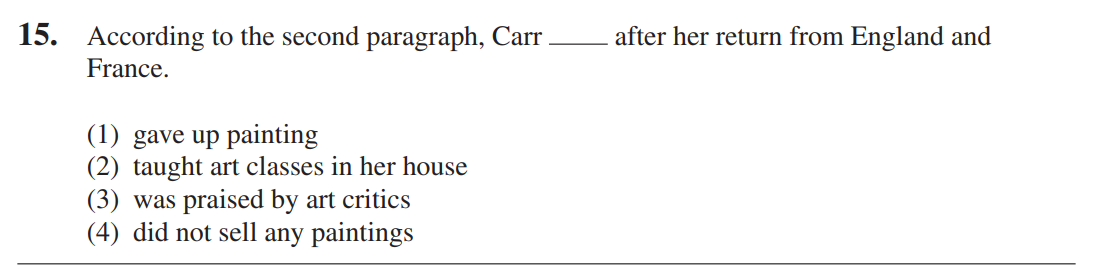 15. According to the second paragraph, Carr ____ after her return from England and
France.
(1) gave up painting
(2) taught art classes in her house
(3) was praised by art critics
(4) did not sell any paintings